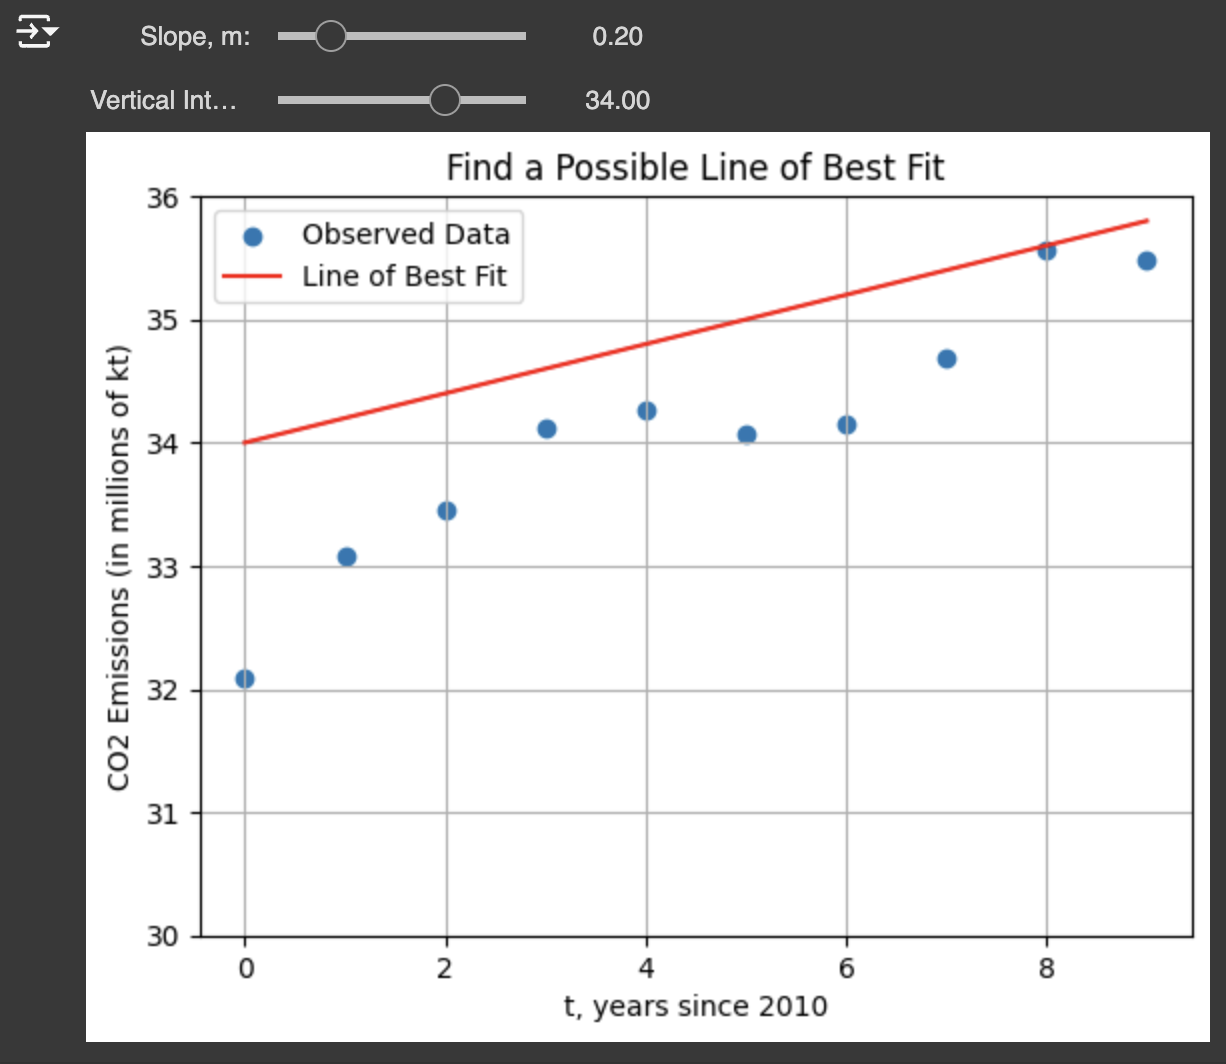 Slope, m: 0.20
Vertical Int... 34.00
Find a Possible Line of Best Fit
Observed Data
Line of Best Fit
36
35
34
33
32
31
30
CO2 Emissions (in millions of kt)
0 2 4 6 8
t, years since 2010